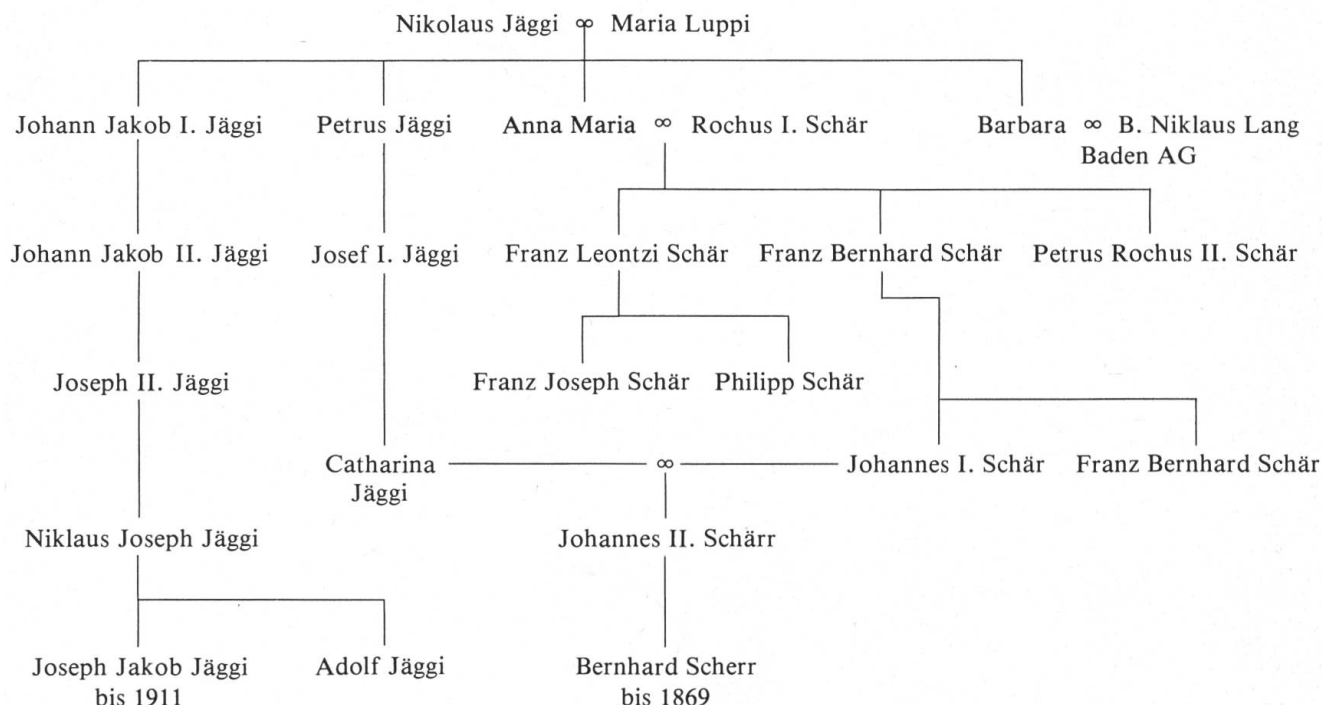 Nikolaus Jäggi ∞ Maria Luppi
Johann Jakob I. Jäggi Petrus Jäggi Anna Maria ∞ Rochus I. Schär Barbara ∞ B. Niklaus Lang
Baden AG
Johann Jakob II. Jäggi Josef I. Jäggi Franz Leontzi Schär Franz Bernhard Schär Petrus Rochus II. Schär
Joseph II. Jäggi Franz Joseph Schär Philipp Schär
Catharina ∞ Johannes I. Schär Franz Bernhard Schär
Jäggi
Niklaus Joseph Jäggi Johannes II. Schärr
Joseph Jakob Jäggi Adolf Jäggi Bernhard Scherr
bis 1911 bis 1869